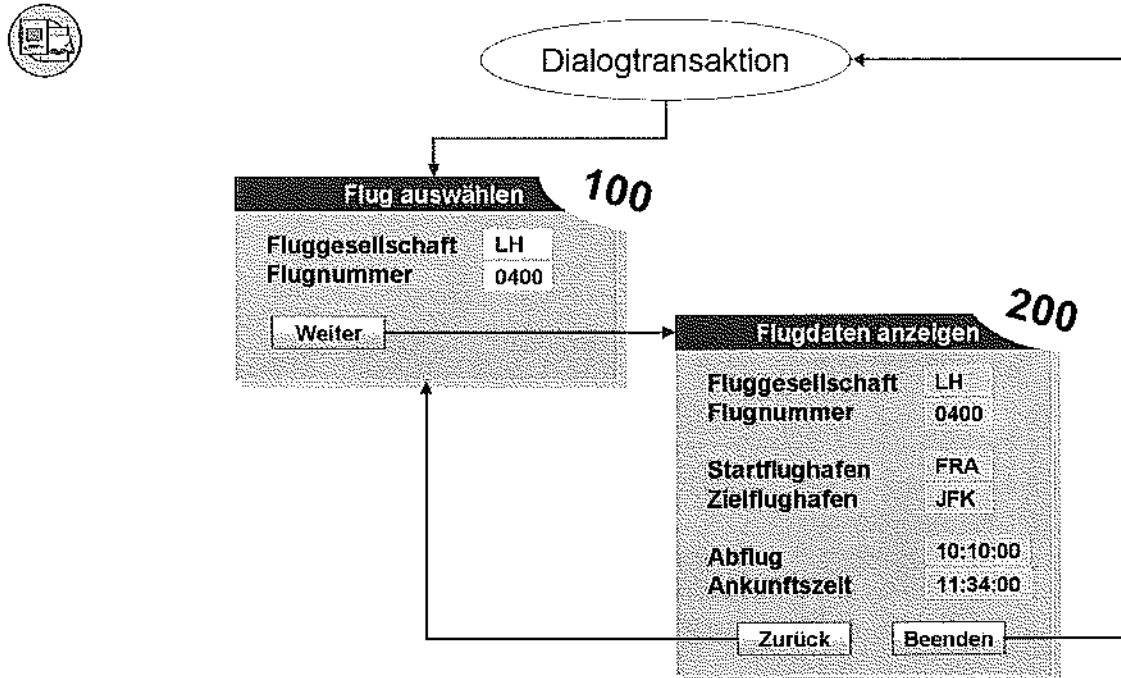 Dialogtransaktion
Flug auswählen
100
Fluggesellschaft LH
Flugnummer 0400
Weiter
200
Flugdaten anzeigen
Fluggesellschaft LH
Flugnummer 0400
Startflughafen FRA
Zielflughafen JFK
Abflug 10:10:00
Ankunftszeit 11:34:00
Zurück Beenden